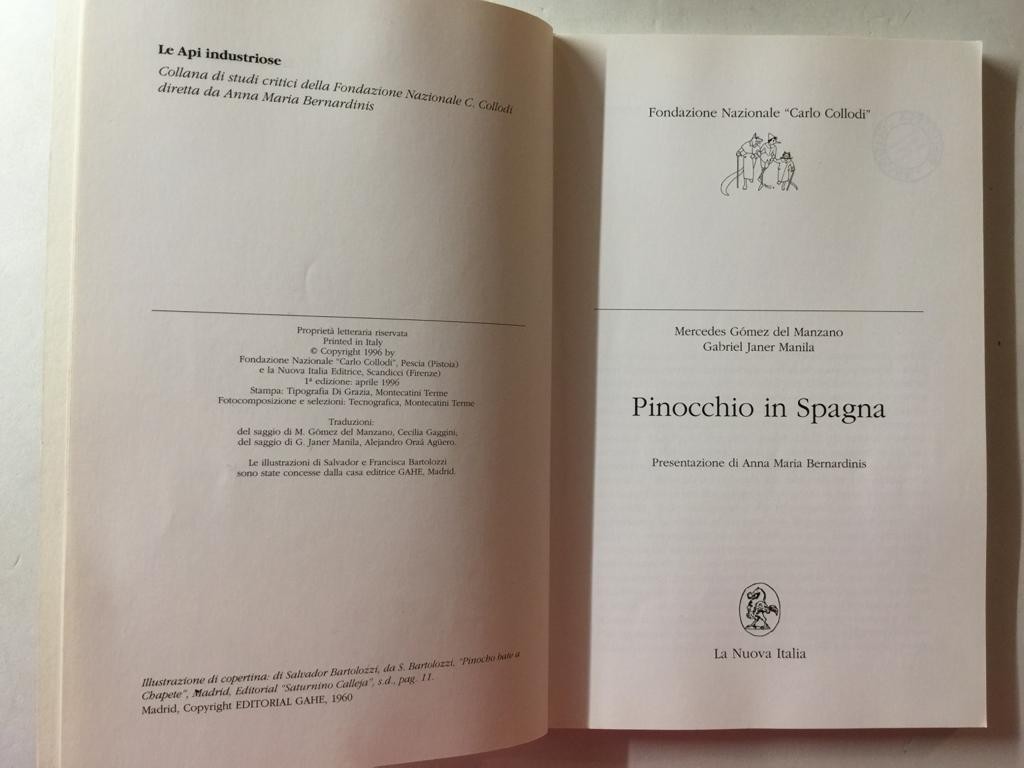 Le Api industriose
Collana di studi critici della Fondazione Nazionale C. Collodi
diretta da Anna Maria Bernardinis
Proprietà letteraria riservata
Printed in Italy
© Copyright 1996 by
Fondazione Nazionale "Carlo Collodi", Pescia (Pistoia)
e la Nuova Italia Editrice, Scandicci (Firenze)
1ª edizione: aprile 1996
Stampa: Tipografia Di Grazia, Montecatini Terme
Fotocomposizione e selezioni: Tecnografica, Montecatini Terme
Traduzioni:
del saggio di M. Gómez del Manzano, Cecilia Gaggini,
del saggio di G. Janer Manila, Alejandro Oraá Agüero.
Le illustrazioni di Salvador e Francisca Bartolozzi
sono state concesse dalla casa editrice GAHE, Madrid.
Illustrazione di copertina: di Salvador Bartolozzi, da S. Bartolozzi, "Pinocho bate a
Chapete", Madrid, Editorial "Saturnino Calleja", s.d., pag. 11.
Madrid, Copyright EDITORIAL GAHE, 1960
Fondazione Nazionale "Carlo Collodi"
Mercedes Gómez del Manzano
Gabriel Janer Manila
Pinocchio in Spagna
Presentazione di Anna Maria Bernardinis
La Nuova Italia